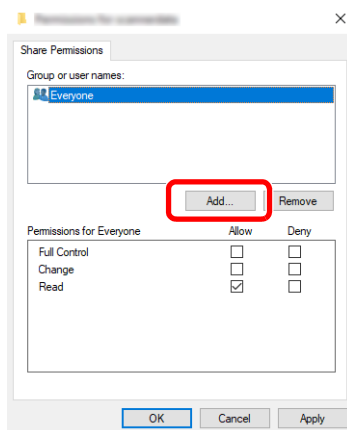 Share Permissions
Group or user names:
Everyone
Add...
Remove
Permissions for Everyone
Allow
Deny
Full Control
Change
Read
OK
Cancel
Apply